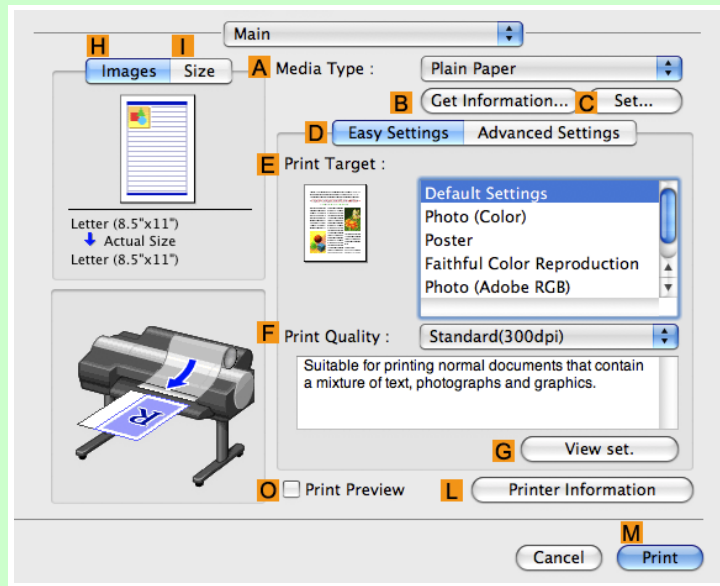 Main
H I
Images Size
A Media Type : Plain Paper
B Get Information... C Set...
D Easy Settings Advanced Settings
E Print Target :
Default Settings
Photo (Color)
Poster
Faithful Color Reproduction
Photo (Adobe RGB)
Letter (8.5"x11")
Actual Size
Letter (8.5"x11")
F Print Quality : Standard(300dpi)
Suitable for printing normal documents that contain
a mixture of text, photographs and graphics.
R
G View set.
O Print Preview L Printer Information
M
Cancel Print